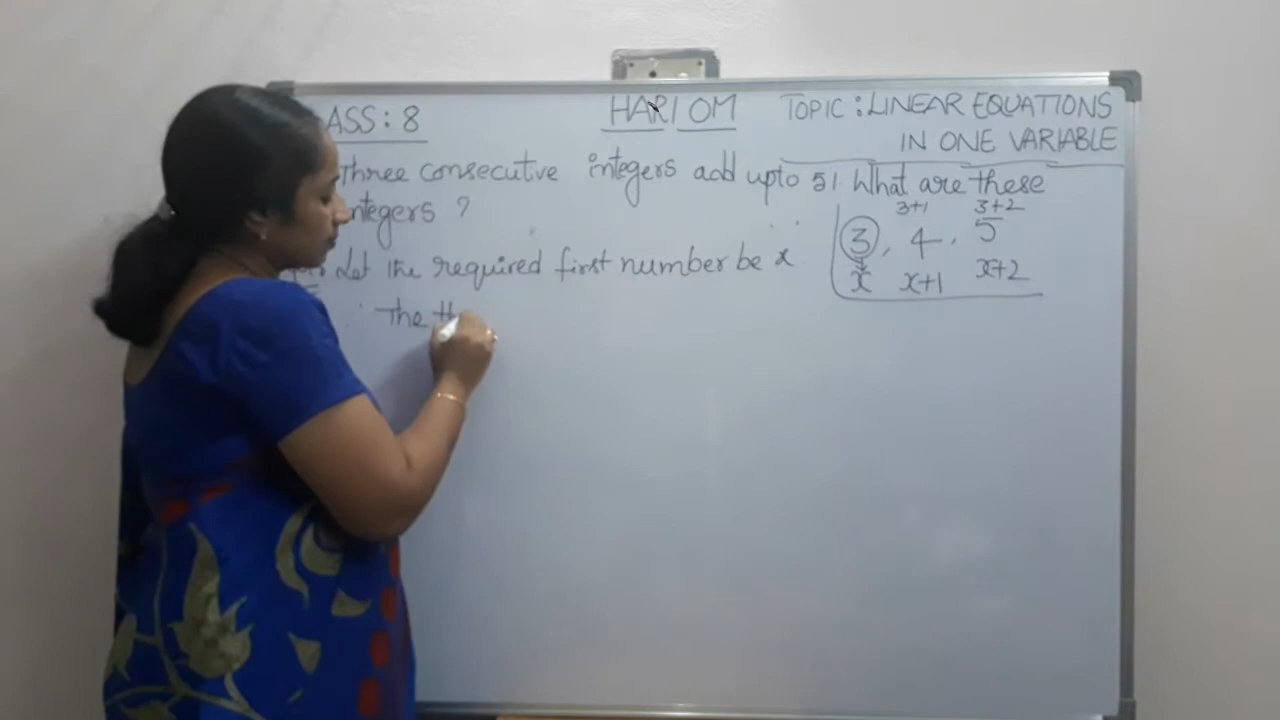 ASS: 8
HARI OM
TOPIC: LINEAR EQUATIONS
IN ONE VARIABLE
Three consecutive integers add upto 51. What are these
ntegers ?
3+1 3+2
3, 4, 5
x x+1 x+2
Let the required first number be x
The th